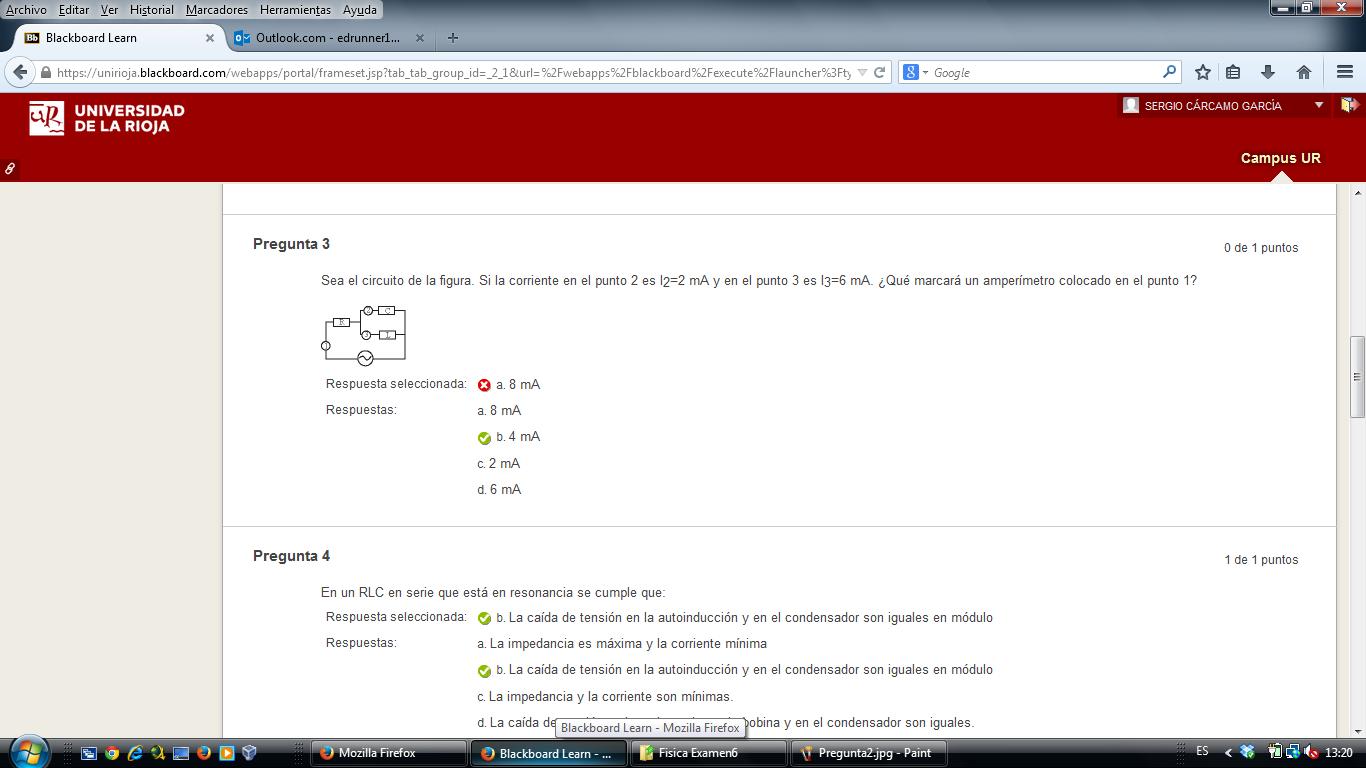 Archivo Editar Ver Historial Marcadores Herramientas Ayuda
Bb Blackboard Learn
Outlook.com - edrunner1...
https://unirioja.blackboard.com/webapps/portal/frameset.jsp?tab_tab_group_id=_2_1&url=%2Fwebapps%2Fblackboard%2Fexecute%2Flauncher%3Fty
Google
UNIVERSIDAD
DE LA RIOJA
SERGIO CÁRCAMO GARCÍA
Campus UR
Pregunta 3
0 de 1 puntos
Sea el circuito de la figura. Si la corriente en el punto 2 es I2=2 mA y en el punto 3 es I3=6 mA. ¿Qué marcará un amperímetro colocado en el punto 1?
2 C
R
3 L
1
Respuesta seleccionada: a. 8 mA
Respuestas: a. 8 mA
b. 4 mA
c. 2 mA
d. 6 mA
Pregunta 4
1 de 1 puntos
En un RLC en serie que está en resonancia se cumple que:
Respuesta seleccionada: b. La caída de tensión en la autoinducción y en el condensador son iguales en módulo
Respuestas: a. La impedancia es máxima y la corriente mínima
b. La caída de tensión en la autoinducción y en el condensador son iguales en módulo
c. La impedancia y la corriente son mínimas.
d. La caída de bobina y en el condensador son iguales.
Blackboard Learn - Mozilla Firefox
Mozilla Firefox
Blackboard Learn - ...
Fisica Examen6
Pregunta2.jpg - Paint
ES
13:20